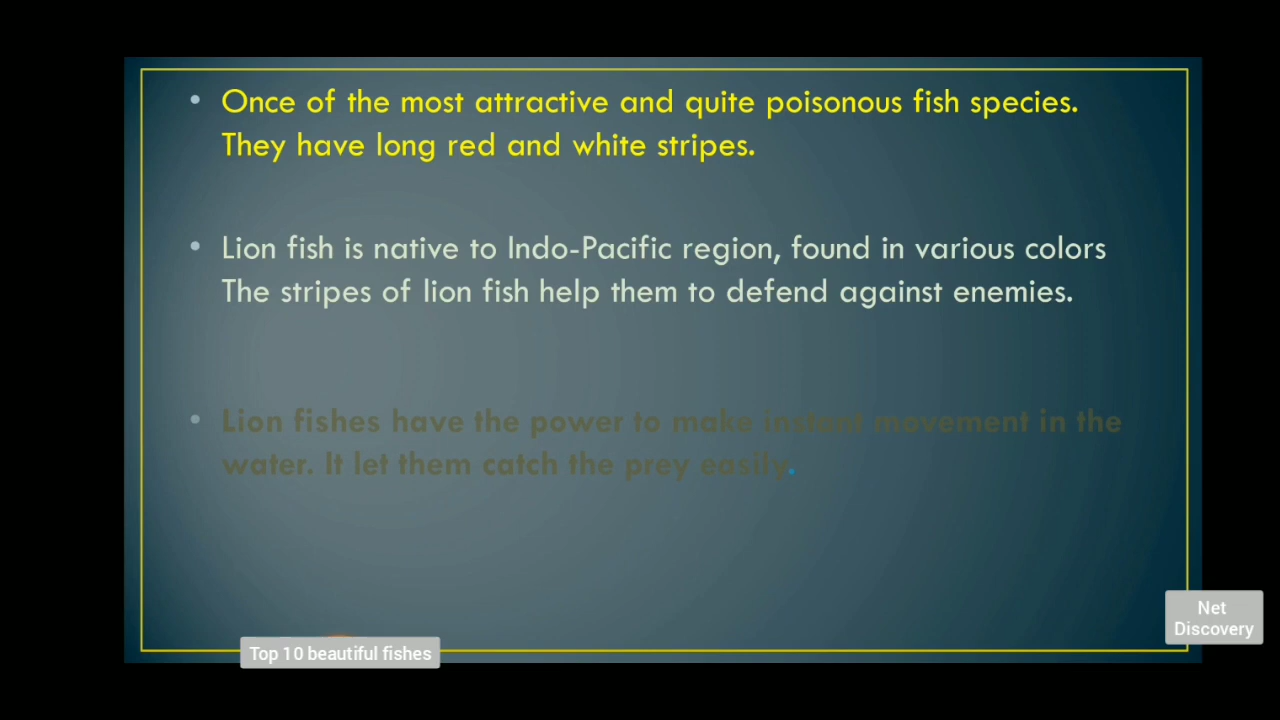 • Once of the most attractive and quite poisonous fish species.
They have long red and white stripes.
• Lion fish is native to Indo-Pacific region, found in various colors
The stripes of lion fish help them to defend against enemies.
• Lion fishes have the power to make instant movement in the
water. It let them catch the prey easily.
Net
Discovery
Top 10 beautiful fishes